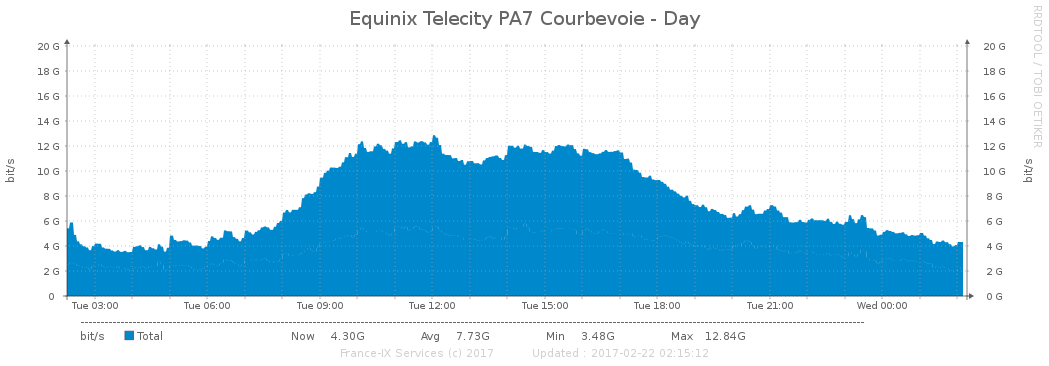 Equinix Telecity PA7 Courbevoie - Day
RRDTOOL / TOBI OETIKER
bit/s
20 G 20 G
18 G 18 G
16 G 16 G
14 G 14 G
12 G 12 G
10 G 10 G
8 G 8 G
6 G 6 G
4 G 4 G
2 G 2 G
0 0 G
bit/s
Tue 03:00 Tue 06:00 Tue 09:00 Tue 12:00 Tue 15:00 Tue 18:00 Tue 21:00 Wed 00:00
bit/s Total Now 4.30G Avg 7.73G Min 3.48G Max 12.84G
France-IX Services (c) 2017 Updated : 2017-02-22 02:15:12